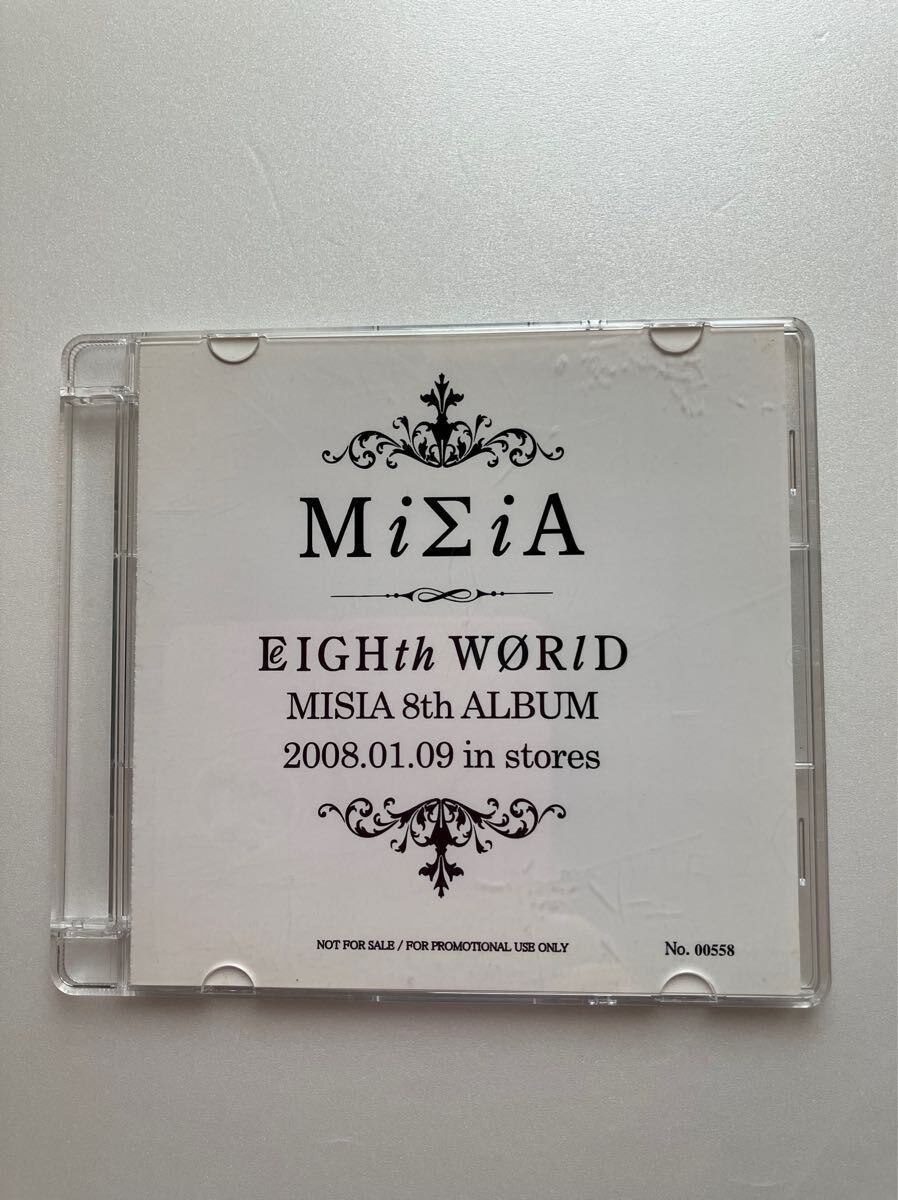 MiΣiA
EIGHth WØRlD
MISIA 8th ALBUM
2008.01.09 in stores
NOT FOR SALE / FOR PROMOTIONAL USE ONLY
No. 00558